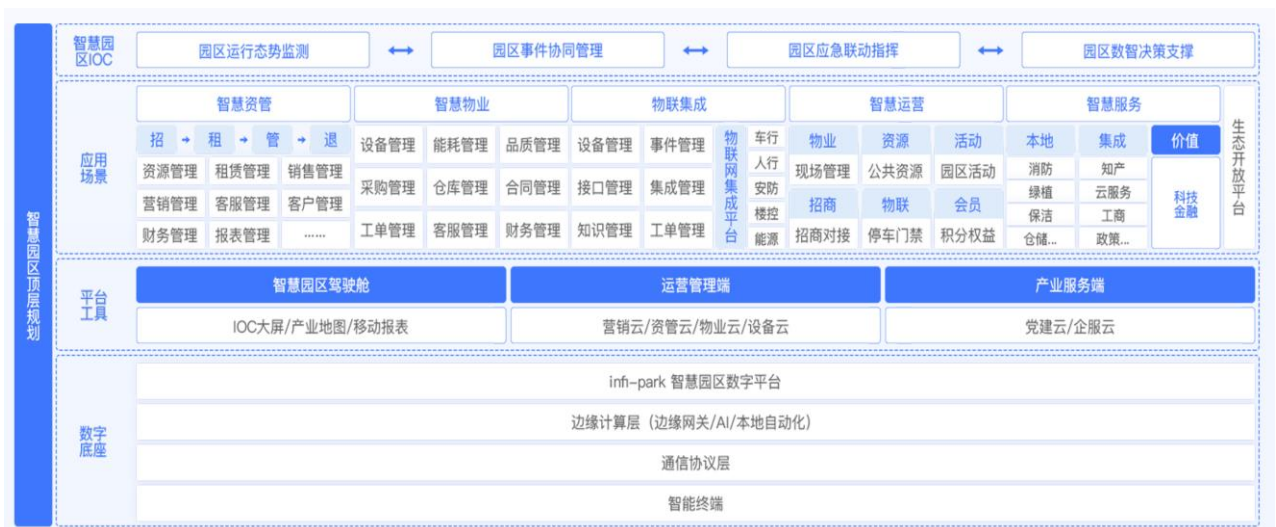 智慧园区顶层规划
智慧园
区IOC
园区运行态势监测
园区事件协同管理
园区应急联动指挥
园区数智决策支撑
应用
场景
智慧资管
招 → 租 → 管 → 退
资源管理 租赁管理 销售管理
营销管理 客服管理 客户管理
财务管理 报表管理 ……
智慧物业
设备管理 能耗管理 品质管理
采购管理 仓库管理 合同管理
工单管理 客服管理 财务管理
物联集成
设备管理 事件管理
接口管理 集成管理
知识管理 工单管理
物联网集成平台
车行
人行
安防
楼控
能源
智慧运营
物业 资源 活动
现场管理 公共资源 园区活动
招商 物联 会员
招商对接 停车门禁 积分权益
智慧服务
本地 集成 价值
消防 知产
绿植 云服务
保洁 工商
仓储... 政策...
科技
金融
生态开放平台
平台
工具
智慧园区驾驶舱
运营管理端
产业服务端
IOC大屏/产业地图/移动报表
营销云/资管云/物业云/设备云
党建云/企服云
数字
底座
infi-park 智慧园区数字平台
边缘计算层（边缘网关/AI/本地自动化）
通信协议层
智能终端